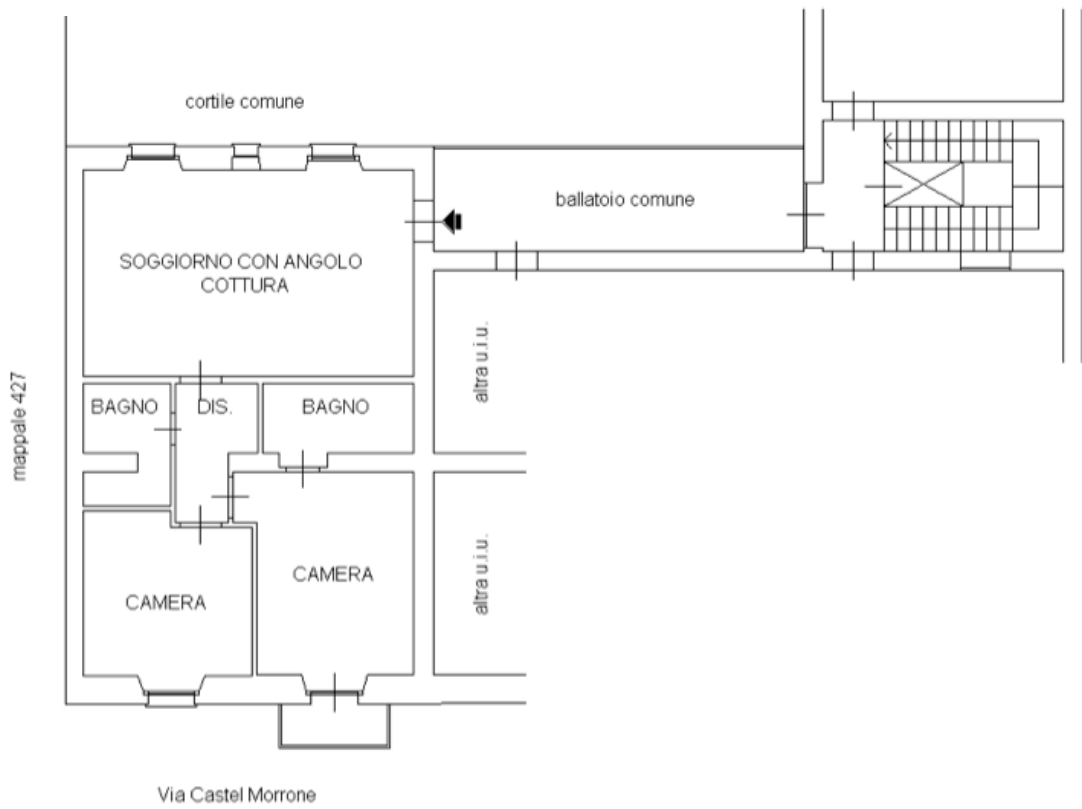 cortile comune
ballatoio comune
SOGGIORNO CON ANGOLO
COTTURA
altra u.i.u.
mappale 427
BAGNO
DIS.
BAGNO
altra u.i.u.
CAMERA
CAMERA
Via Castel Morrone